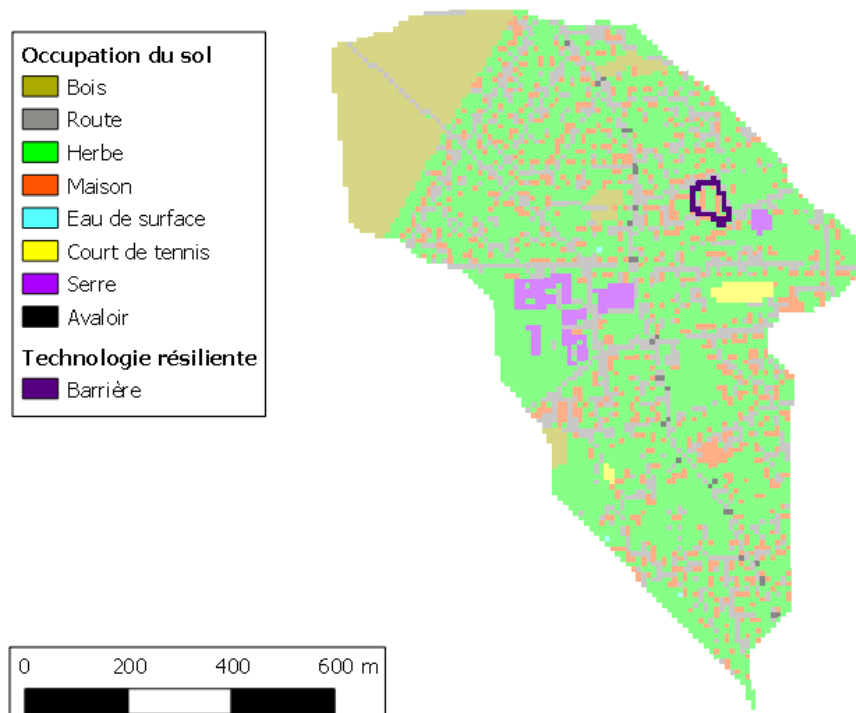 Occupation du sol
Bois
Route
Herbe
Maison
Eau de surface
Court de tennis
Serre
Avaloir
Technologie résiliente
Barrière
0 200 400 600 m